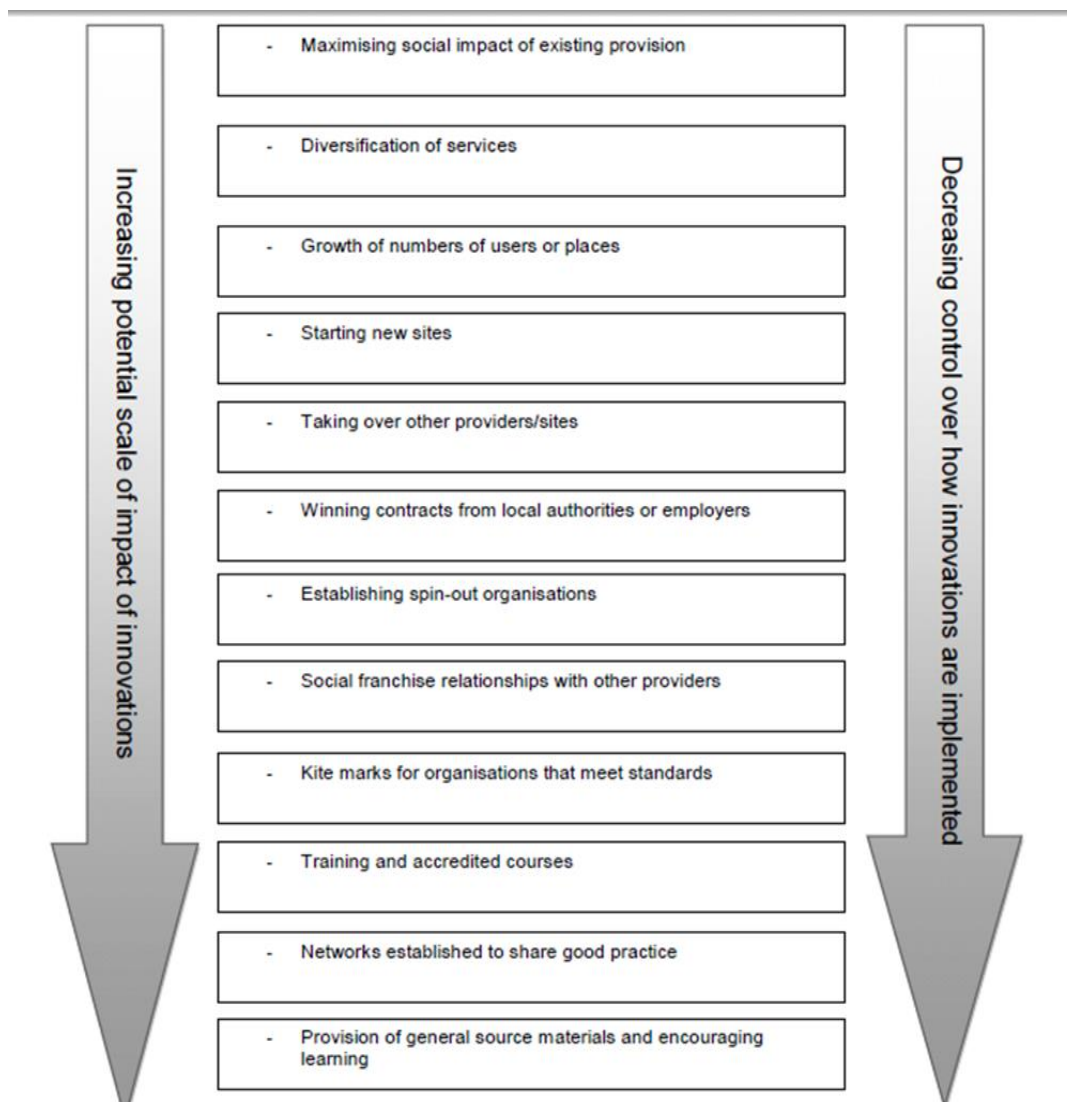 Increasing potential scale of impact of innovations
- Maximising social impact of existing provision
- Diversification of services
- Growth of numbers of users or places
- Starting new sites
- Taking over other providers/sites
- Winning contracts from local authorities or employers
- Establishing spin-out organisations
- Social franchise relationships with other providers
- Kite marks for organisations that meet standards
- Training and accredited courses
- Networks established to share good practice
- Provision of general source materials and encouraging
learning
Decreasing control over how innovations are implemented